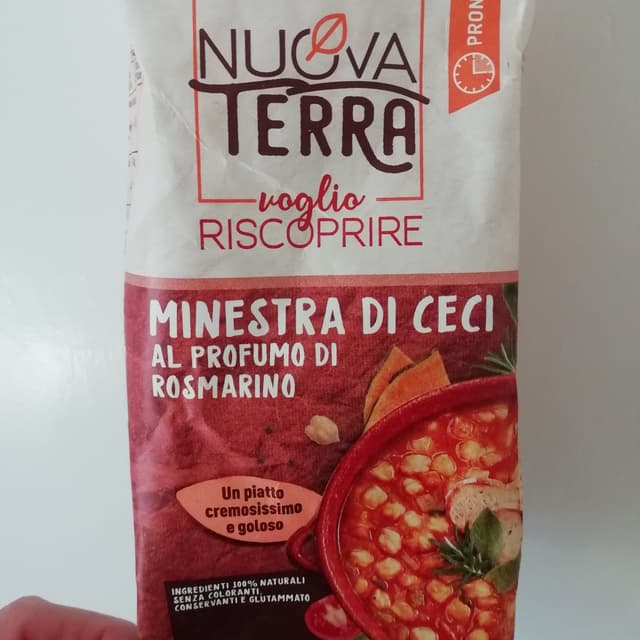 NUOVA
TERRA
voglio
RISCOPRIRE
PRON
MINESTRA DI CECI
AL PROFUMO DI
ROSMARINO
Un piatto
cremosissimo
e goloso
INGREDIENTI 100% NATURALI
SENZA COLORANTI,
CONSERVANTI E GLUTAMMATO